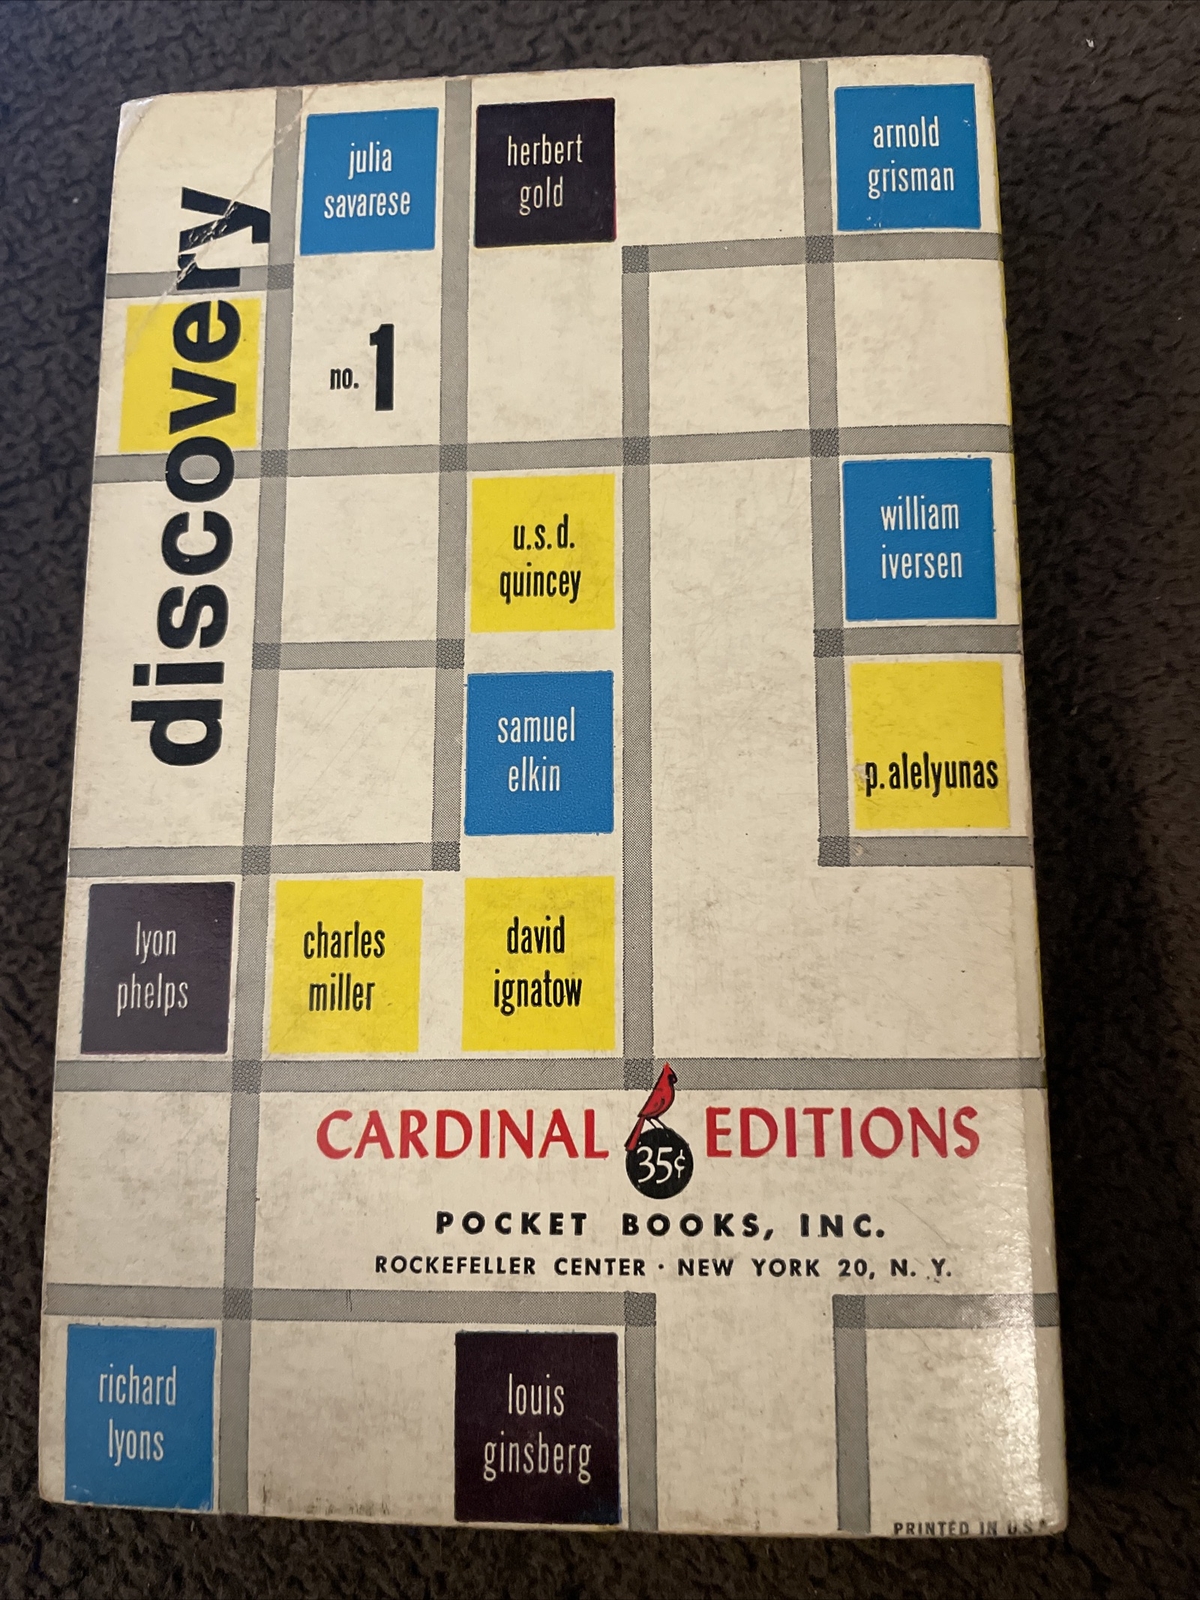 discovery
no. 1
julia
savarese
herbert
gold
arnold
grisman
u.s.d.
quincey
william
iversen
samuel
elkin
p. alelyunas
lyon
phelps
charles
miller
david
ignatow
CARDINAL EDITIONS
35¢
POCKET BOOKS, INC.
ROCKEFELLER CENTER · NEW YORK 20, N. Y.
richard
lyons
louis
ginsberg
PRINTED IN U.S.A